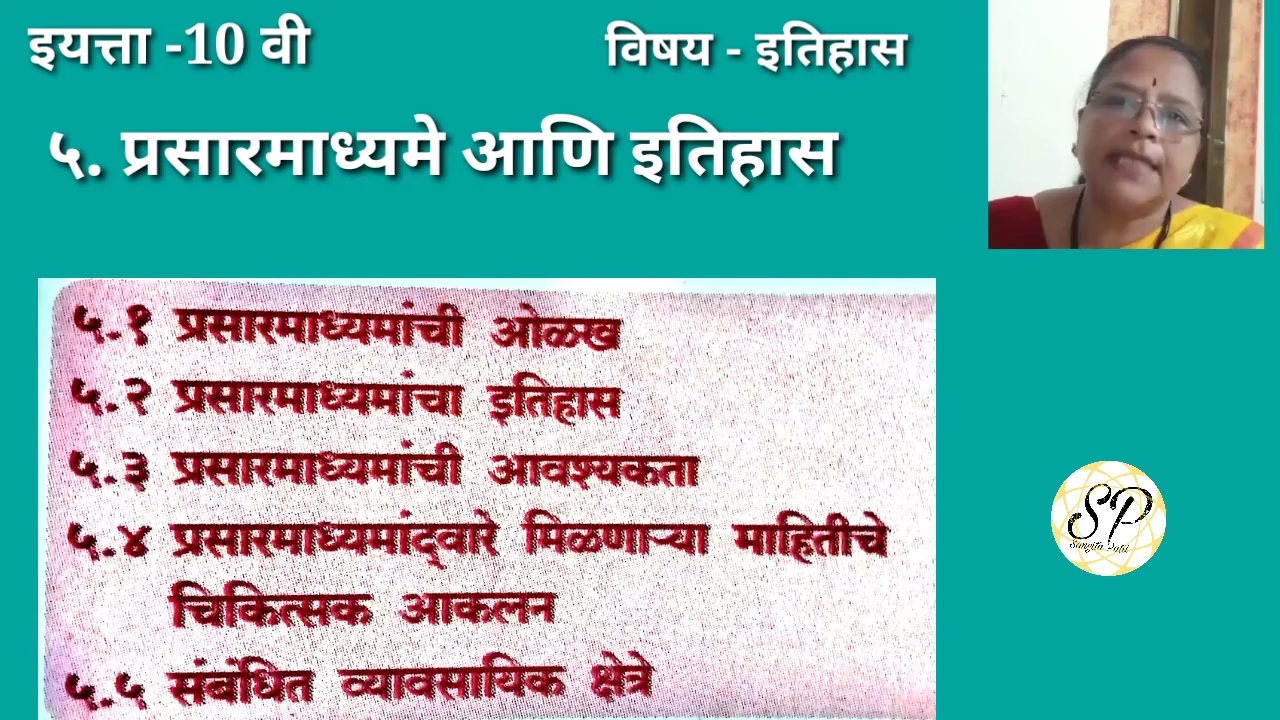 इयत्ता -10 वी
विषय - इतिहास
५. प्रसारमाध्यमे आणि इतिहास
५.१ प्रसारमाध्यमांची ओळख
५.२ प्रसारमाध्यमांचा इतिहास
५.३ प्रसारमाध्यमांची आवश्यकता
५.४ प्रसारमाध्यमांद्‌वारे मिळणाऱ्या माहितीचे
चिकित्सक आकलन
५.५ संबंधित व्यावसायिक क्षेत्रे
SP
Sangita Patil